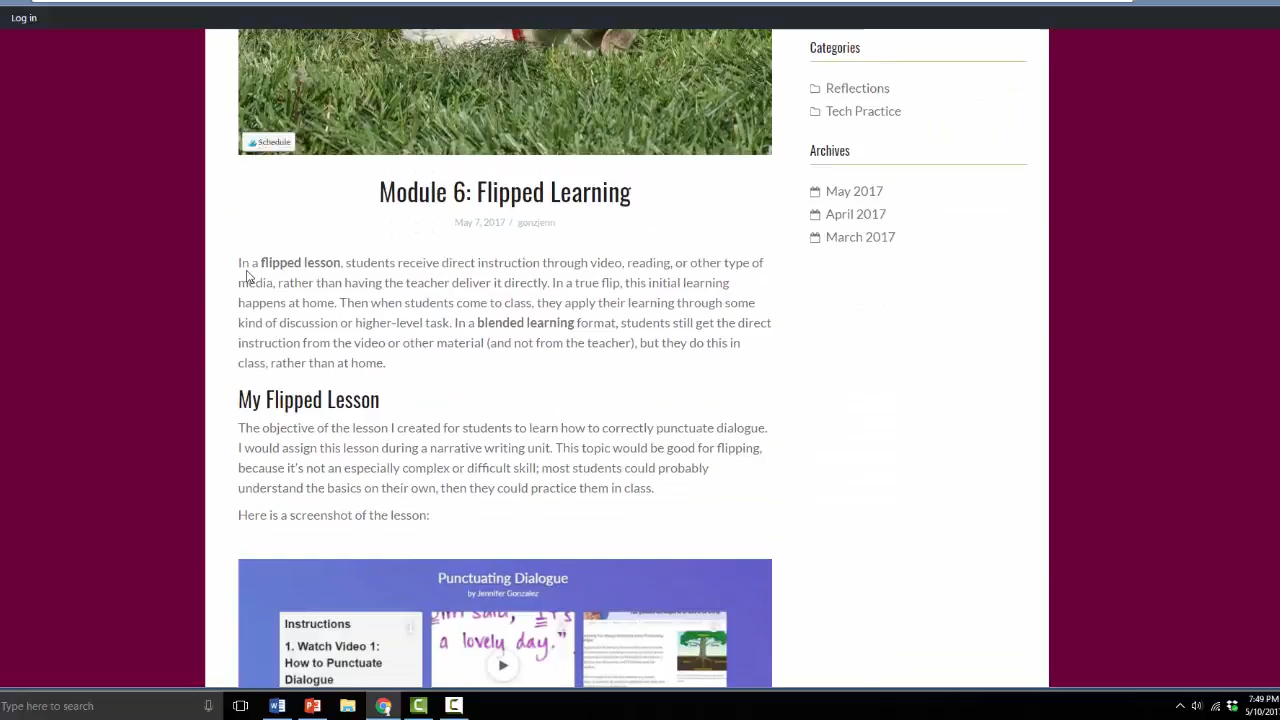 Log in
Schedule
Module 6: Flipped Learning
May 7, 2017 / gonzjenn
In a flipped lesson, students receive direct instruction through video, reading, or other type of
media, rather than having the teacher deliver it directly. In a true flip, this initial learning
happens at home. Then when students come to class, they apply their learning through some
kind of discussion or higher-level task. In a blended learning format, students still get the direct
instruction from the video or other material (and not from the teacher), but they do this in
class, rather than at home.
My Flipped Lesson
The objective of the lesson I created for students to learn how to correctly punctuate dialogue.
I would assign this lesson during a narrative writing unit. This topic would be good for flipping,
because it's not an especially complex or difficult skill; most students could probably
understand the basics on their own, then they could practice them in class.
Here is a screenshot of the lesson:
Punctuating Dialogue
by Jennifer Gonzalez
Instructions
1. Watch Video 1:
How to Punctuate
Dialogue
said, It's
a lovely day."
Categories
Reflections
Tech Practice
Archives
May 2017
April 2017
March 2017
Type here to search
7:49 PM
5/10/201